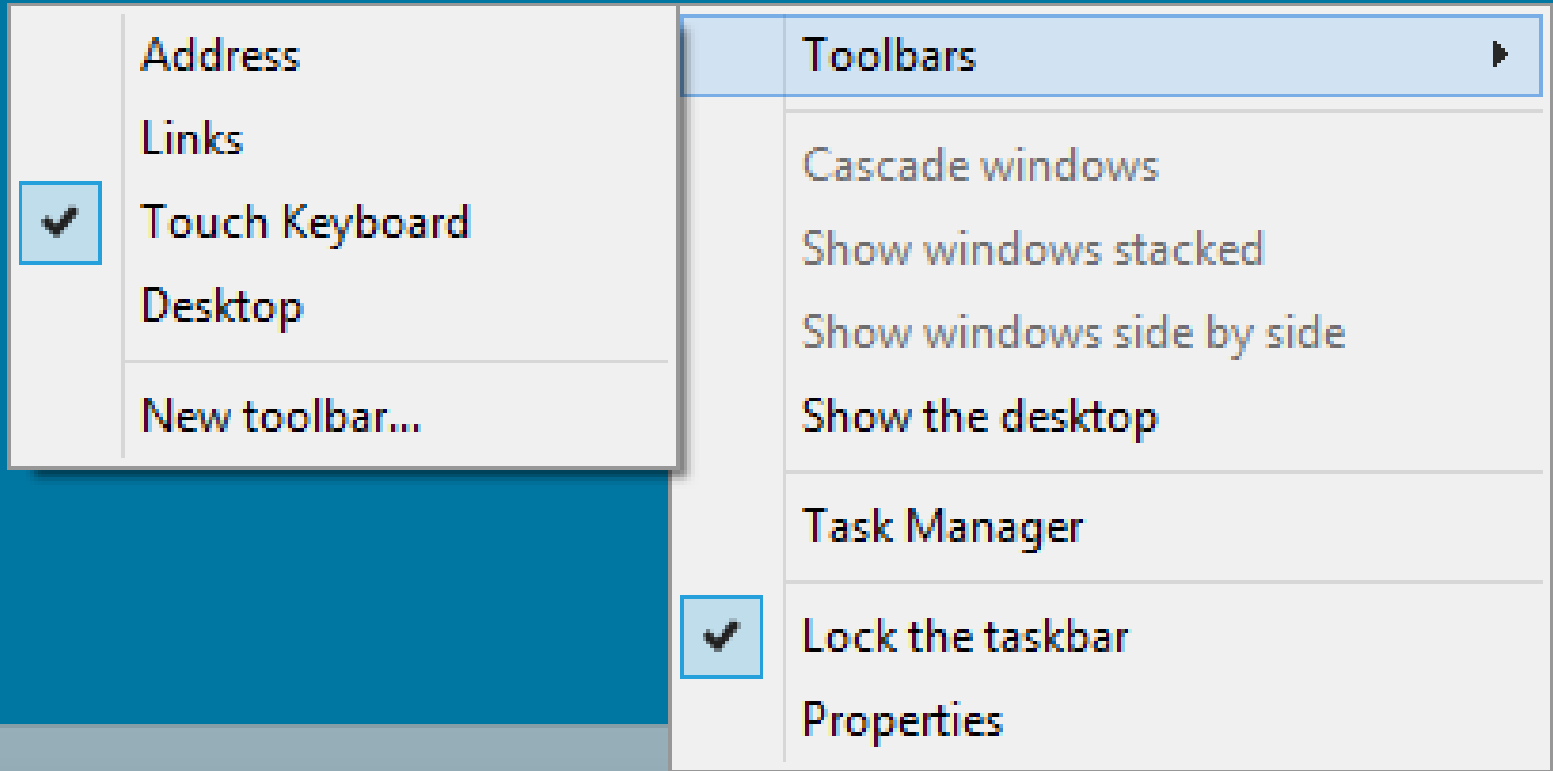 Address
Links
Touch Keyboard
Desktop
New toolbar...
Toolbars
Cascade windows
Show windows stacked
Show windows side by side
Show the desktop
Task Manager
Lock the taskbar
Properties